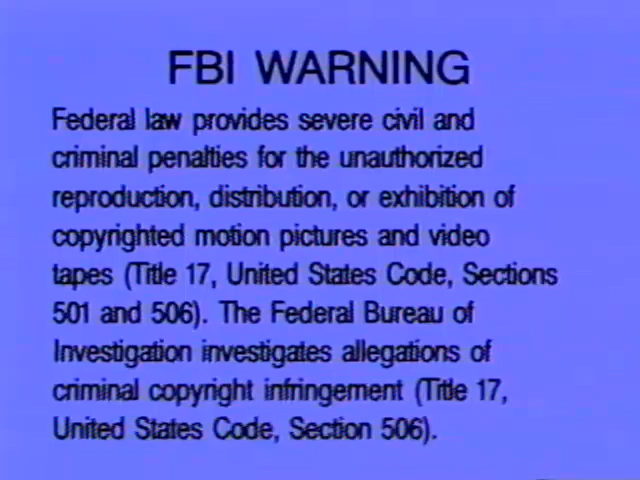 FBI WARNING
Federal law provides severe civil and
criminal penalties for the unauthorized
reproduction, distribution, or exhibition of
copyrighted motion pictures and video
tapes (Title 17, United States Code, Sections
501 and 506). The Federal Bureau of
Investigation investigates allegations of
criminal copyright infringement (Title 17,
United States Code, Section 506).